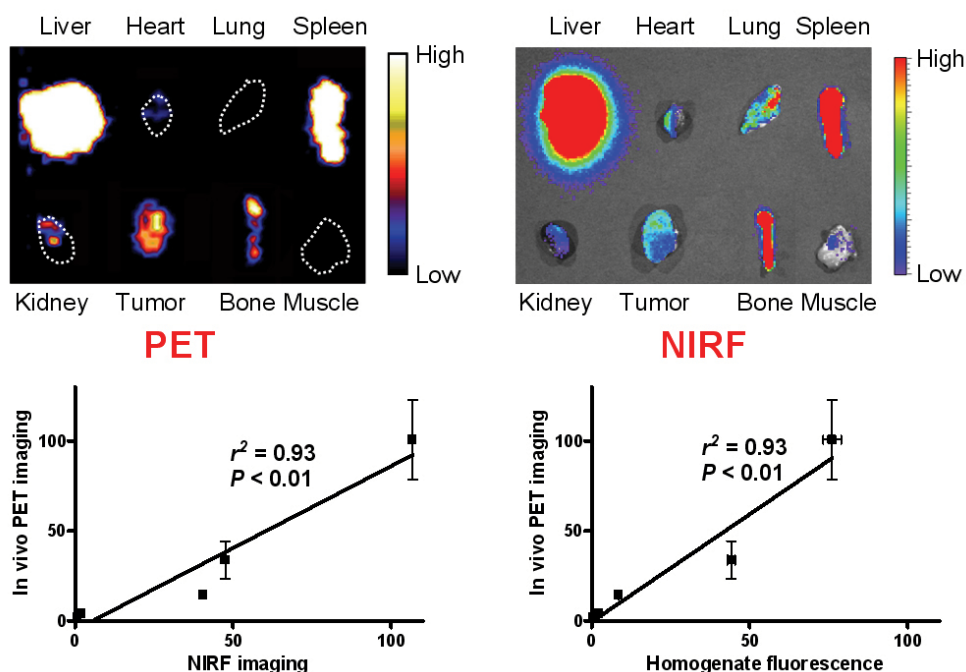 Liver Heart Lung Spleen
High
Low
Kidney Tumor Bone Muscle
PET
Liver Heart Lung Spleen
High
Low
Kidney Tumor Bone Muscle
NIRF
In vivo PET imaging
100
50
0
r² = 0.93
P < 0.01
0 50 100
NIRF imaging
In vivo PET imaging
100
50
0
r² = 0.93
P < 0.01
0 50 100
Homogenate fluorescence